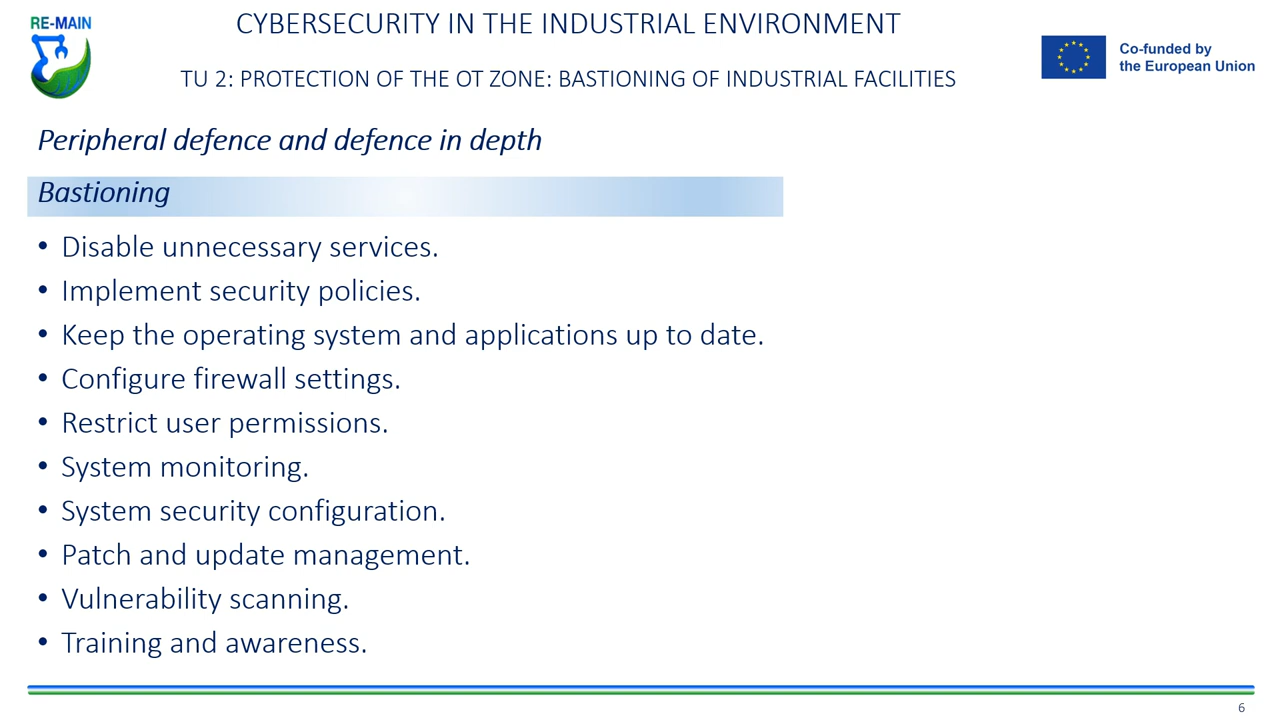 RE-MAIN
CYBERSECURITY IN THE INDUSTRIAL ENVIRONMENT
TU 2: PROTECTION OF THE OT ZONE: BASTIONING OF INDUSTRIAL FACILITIES
Co-funded by
the European Union
Peripheral defence and defence in depth
Bastioning
• Disable unnecessary services.
• Implement security policies.
• Keep the operating system and applications up to date.
• Configure firewall settings.
• Restrict user permissions.
• System monitoring.
• System security configuration.
• Patch and update management.
• Vulnerability scanning.
• Training and awareness.
6